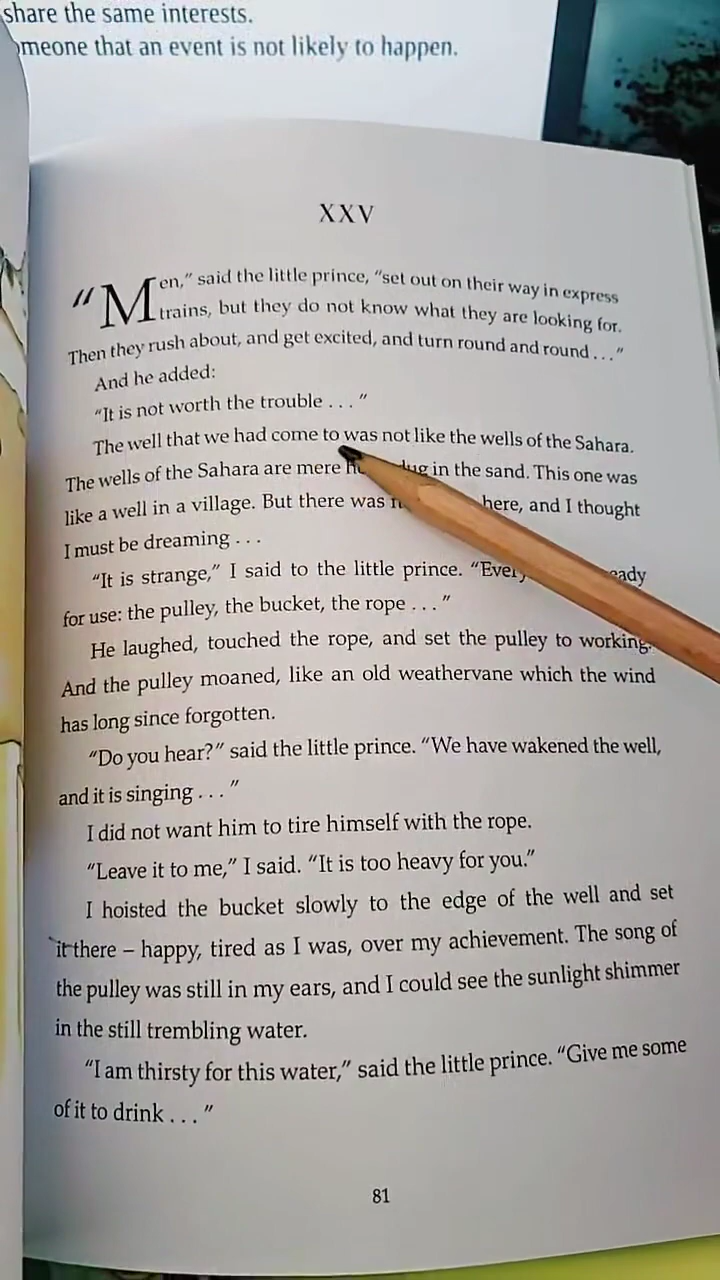 share the same interests.
omeone that an event is not likely to happen.
XXV
“Men,” said the little prince, “set out on their way in express
trains, but they do not know what they are looking for.
Then they rush about, and get excited, and turn round and round . . .”
And he added:
“It is not worth the trouble . . . ”
The well that we had come to was not like the wells of the Sahara.
The wells of the Sahara are mere in the sand. This one was
like a well in a village. But there was here, and I thought
I must be dreaming . . .
“It is strange,” I said to the little prince.
for use: the pulley, the bucket, the rope . . . ”
He laughed, touched the rope, and set the pulley to working.
And the pulley moaned, like an old weathervane which the wind
has long since forgotten.
“Do you hear?” said the little prince. “We have wakened the well,
and it is singing . . . ”
I did not want him to tire himself with the rope.
“Leave it to me,” I said. “It is too heavy for you.”
I hoisted the bucket slowly to the edge of the well and set
it there – happy, tired as I was, over my achievement. The song of
the pulley was still in my ears, and I could see the sunlight shimmer
in the still trembling water.
“I am thirsty for this water,” said the little prince. “Give me some
of it to drink . . . ”
81